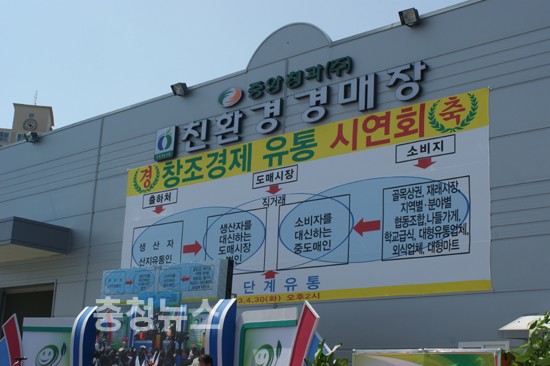 중앙청과(주)
친환경경매장
경 창조경제 유통 시연회 축
출하처
도매시장
소비지
직거래
생 산 자
산지유통인
생산자를
대신하는
도매시장
소비자를
대신하는
중도매인
골목상권, 재래시장
지역별·분야별
협동조합, 나들가게,
학교급식, 대형유통업체,
외식업체, 대형마트
단 계 유 통
3.4.30(화) 오후2시
충청뉴스